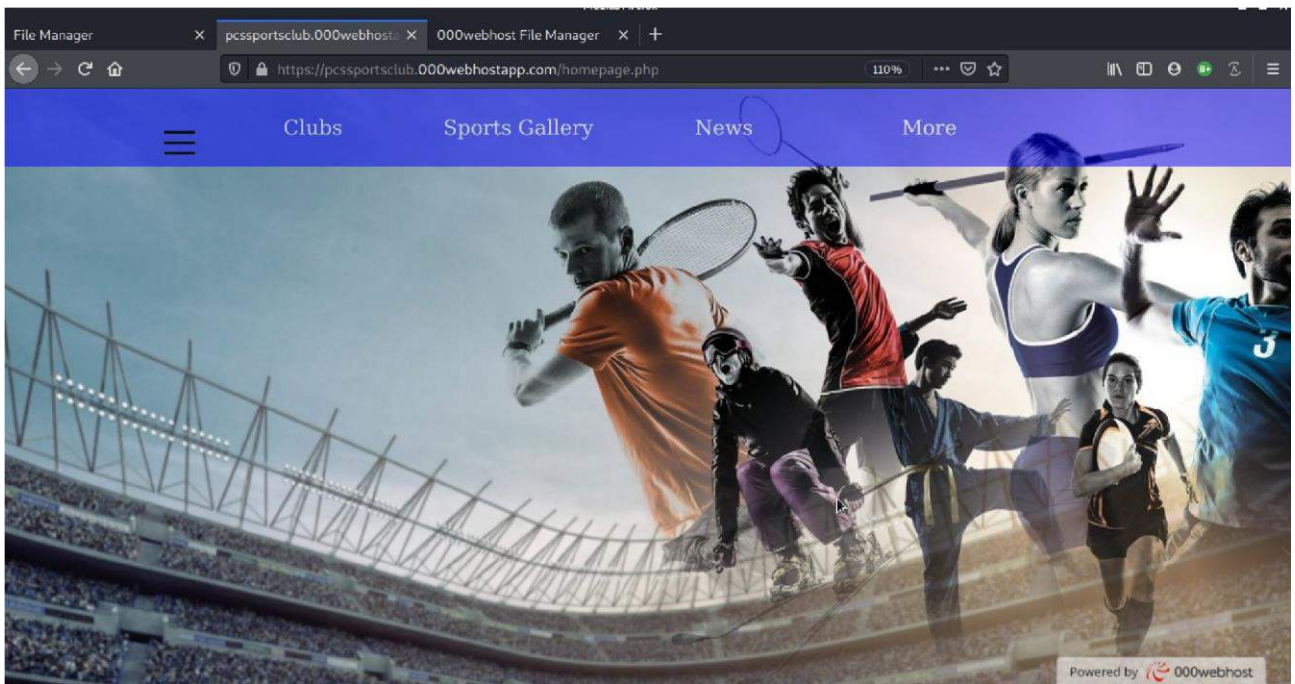 File Manager
pcssportsclub.000webhosta
000webhost File Manager
https://pcssportsclub.000webhostapp.com/homepage.php
110%
Clubs
Sports Gallery
News
More
3
Powered by 000webhost